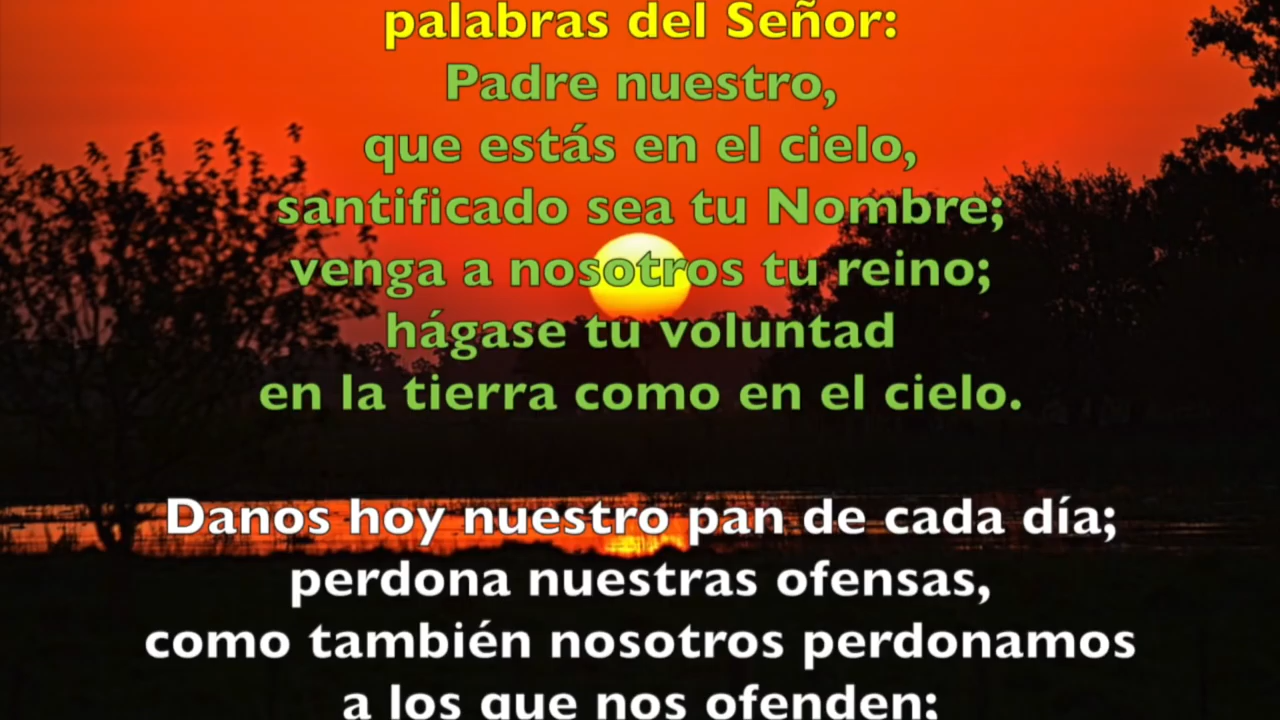 palabras del Señor:
Padre nuestro,
que estás en el cielo,
santificado sea tu Nombre;
venga a nosotros tu reino;
hágase tu voluntad
en la tierra como en el cielo.
Danos hoy nuestro pan de cada día;
perdona nuestras ofensas,
como también nosotros perdonamos
a los que nos ofenden;